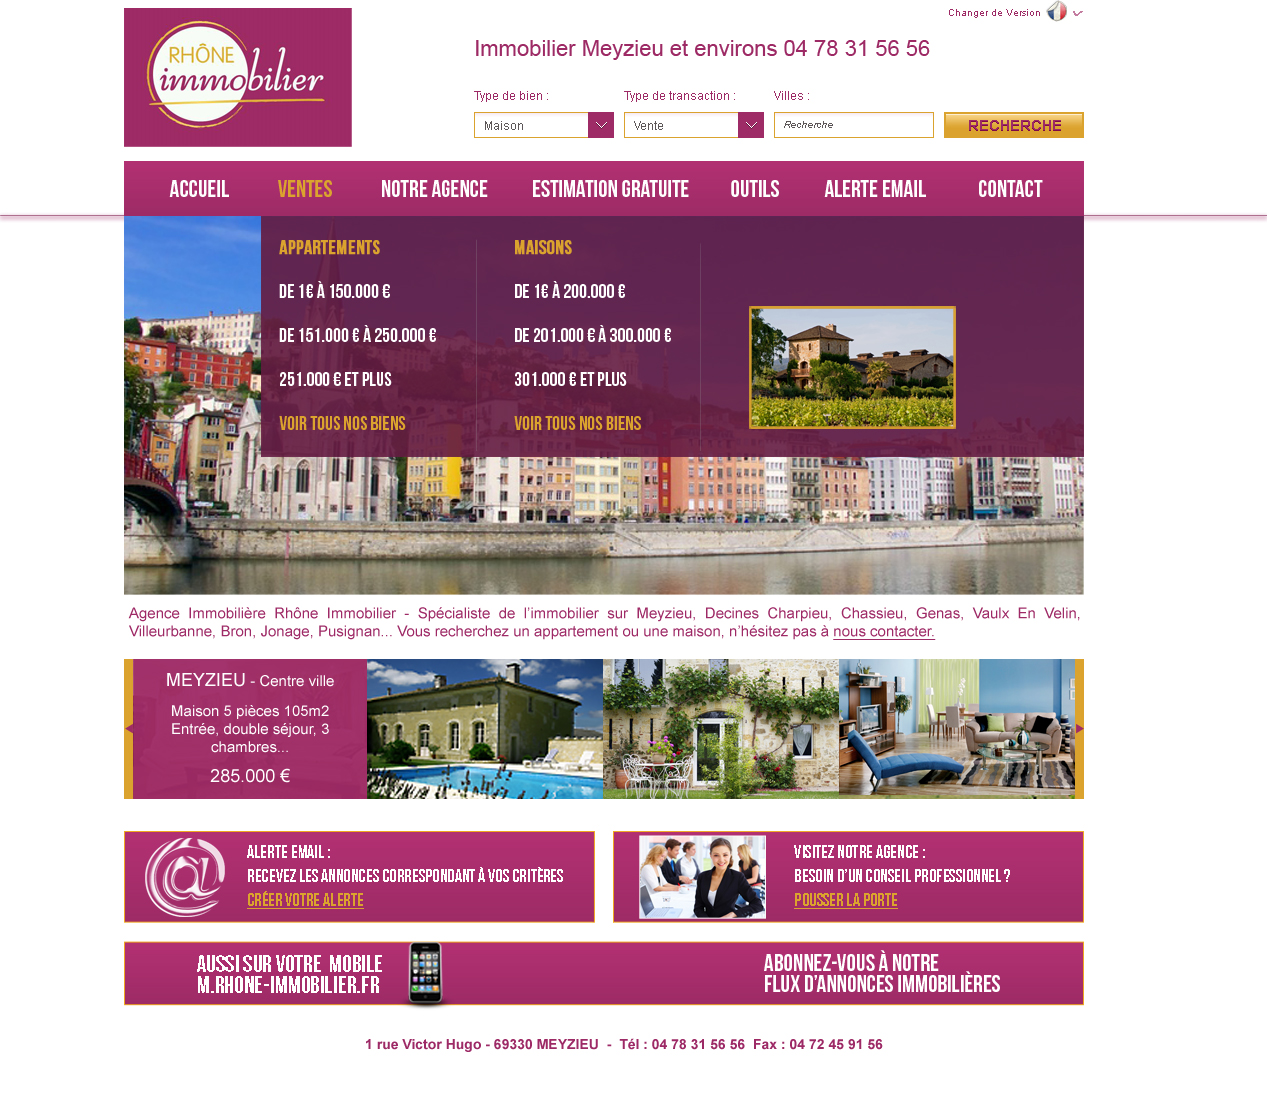 RHÔNE
immobilier
Changer de Version
Immobilier Meyzieu et environs 04 78 31 56 56
Type de bien :
Type de transaction :
Villes :
Maison
Vente
Recherche
RECHERCHE
ACCUEIL
VENTES
NOTRE AGENCE
ESTIMATION GRATUITE
OUTILS
ALERTE EMAIL
CONTACT
APPARTEMENTS
DE 1€ À 150.000 €
DE 151.000 € À 250.000 €
251.000 € ET PLUS
VOIR TOUS NOS BIENS
MAISONS
DE 1€ À 200.000 €
DE 201.000 € À 300.000 €
301.000 € ET PLUS
VOIR TOUS NOS BIENS
Agence Immobilière Rhône Immobilier - Spécialiste de l'immobilier sur Meyzieu, Decines Charpieu, Chassieu, Genas, Vaulx En Velin,
Villeurbanne, Bron, Jonage, Pusignan... Vous recherchez un appartement ou une maison, n'hésitez pas à nous contacter.
MEYZIEU - Centre ville
Maison 5 pièces 105m2
Entrée, double séjour, 3
chambres...
285.000 €
ALERTE EMAIL :
RECEVEZ LES ANNONCES CORRESPONDANT À VOS CRITÈRES
CRÉER VOTRE ALERTE
VISITEZ NOTRE AGENCE :
BESOIN D'UN CONSEIL PROFESSIONNEL ?
POUSSER LA PORTE
AUSSI SUR VOTRE MOBILE
M.RHONE-IMMOBILIER.FR
ABONNEZ-VOUS À NOTRE
FLUX D'ANNONCES IMMOBILIÈRES
1 rue Victor Hugo - 69330 MEYZIEU - Tél : 04 78 31 56 56 Fax : 04 72 45 91 56